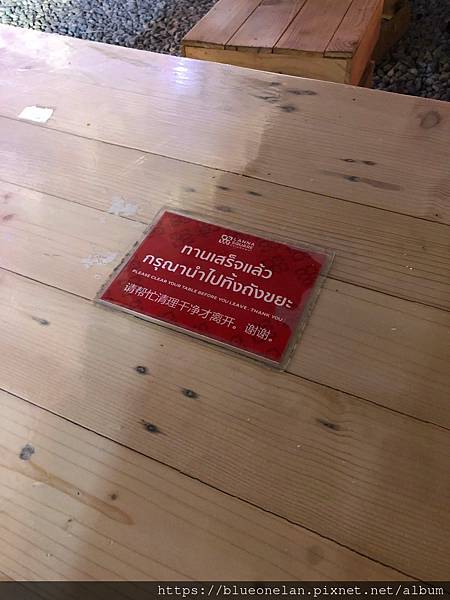 LANNA
SQUARE
ทานเสร็จแล้ว
กรุณานำไปทิ้งถังขยะ
PLEASE CLEAR YOUR TABLE BEFORE YOU LEAVE . THANK YOU
请帮忙清理干净才离开。谢谢。
https://blueonelan.pixnet.net/album